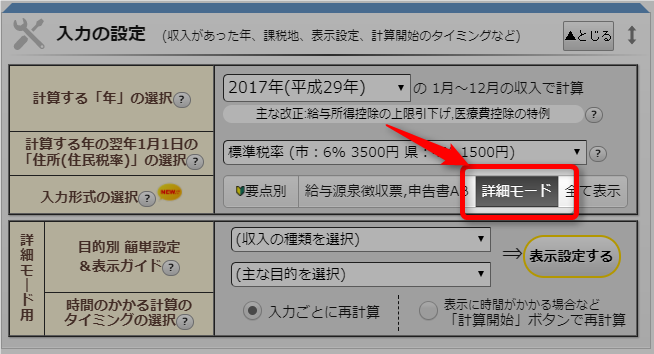 入力の設定 (収入があった年、課税地、表示設定、計算開始のタイミングなど) ▲とじる
計算する「年」の選択?
2017年(平成29年) の 1月～12月の収入で計算
主な改正:給与所得控除の上限引下げ,医療費控除の特例 ?
計算する年の翌年1月1日の
「住所(住民税率)」の選択?
標準税率 (市：6% 3500円 県： 1500円) ?
入力形式の選択? NEW
要点別 給与源泉徴収票,申告書A 詳細モード 全て表示
詳細モード用
目的別 簡単設定
&表示ガイド?
(収入の種類を選択)
(主な目的を選択)
⇒ 表示設定する
時間のかかる計算の
タイミングの選択?
入力ごとに再計算
表示に時間がかかる場合など
「計算開始」ボタンで再計算